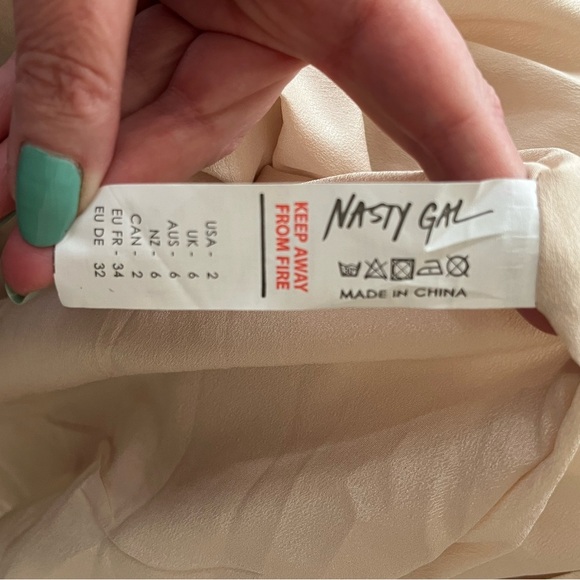 NASTY GAL
MADE IN CHINA
KEEP AWAY
FROM FIRE
USA - 2
UK - 6
AUS - 6
NZ - 6
CAN - 2
EU FR - 34
EU DE 32